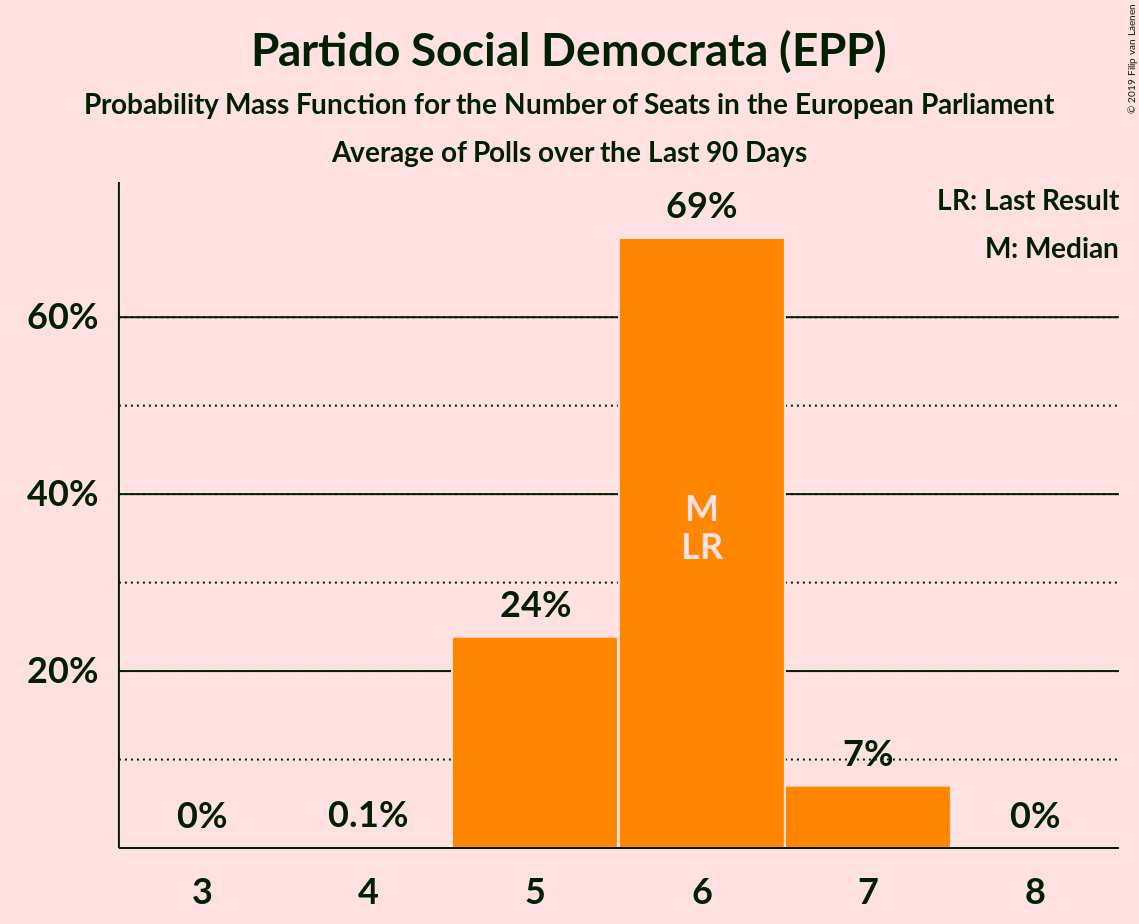 Partido Social Democrata (EPP)
Probability Mass Function for the Number of Seats in the European Parliament
Average of Polls over the Last 90 Days
© 2019 Filip van Laenen
LR: Last Result
M: Median
69%
60%
40%
M
LR
24%
20%
7%
0%
0.1%
0%
3
4
5
6
7
8